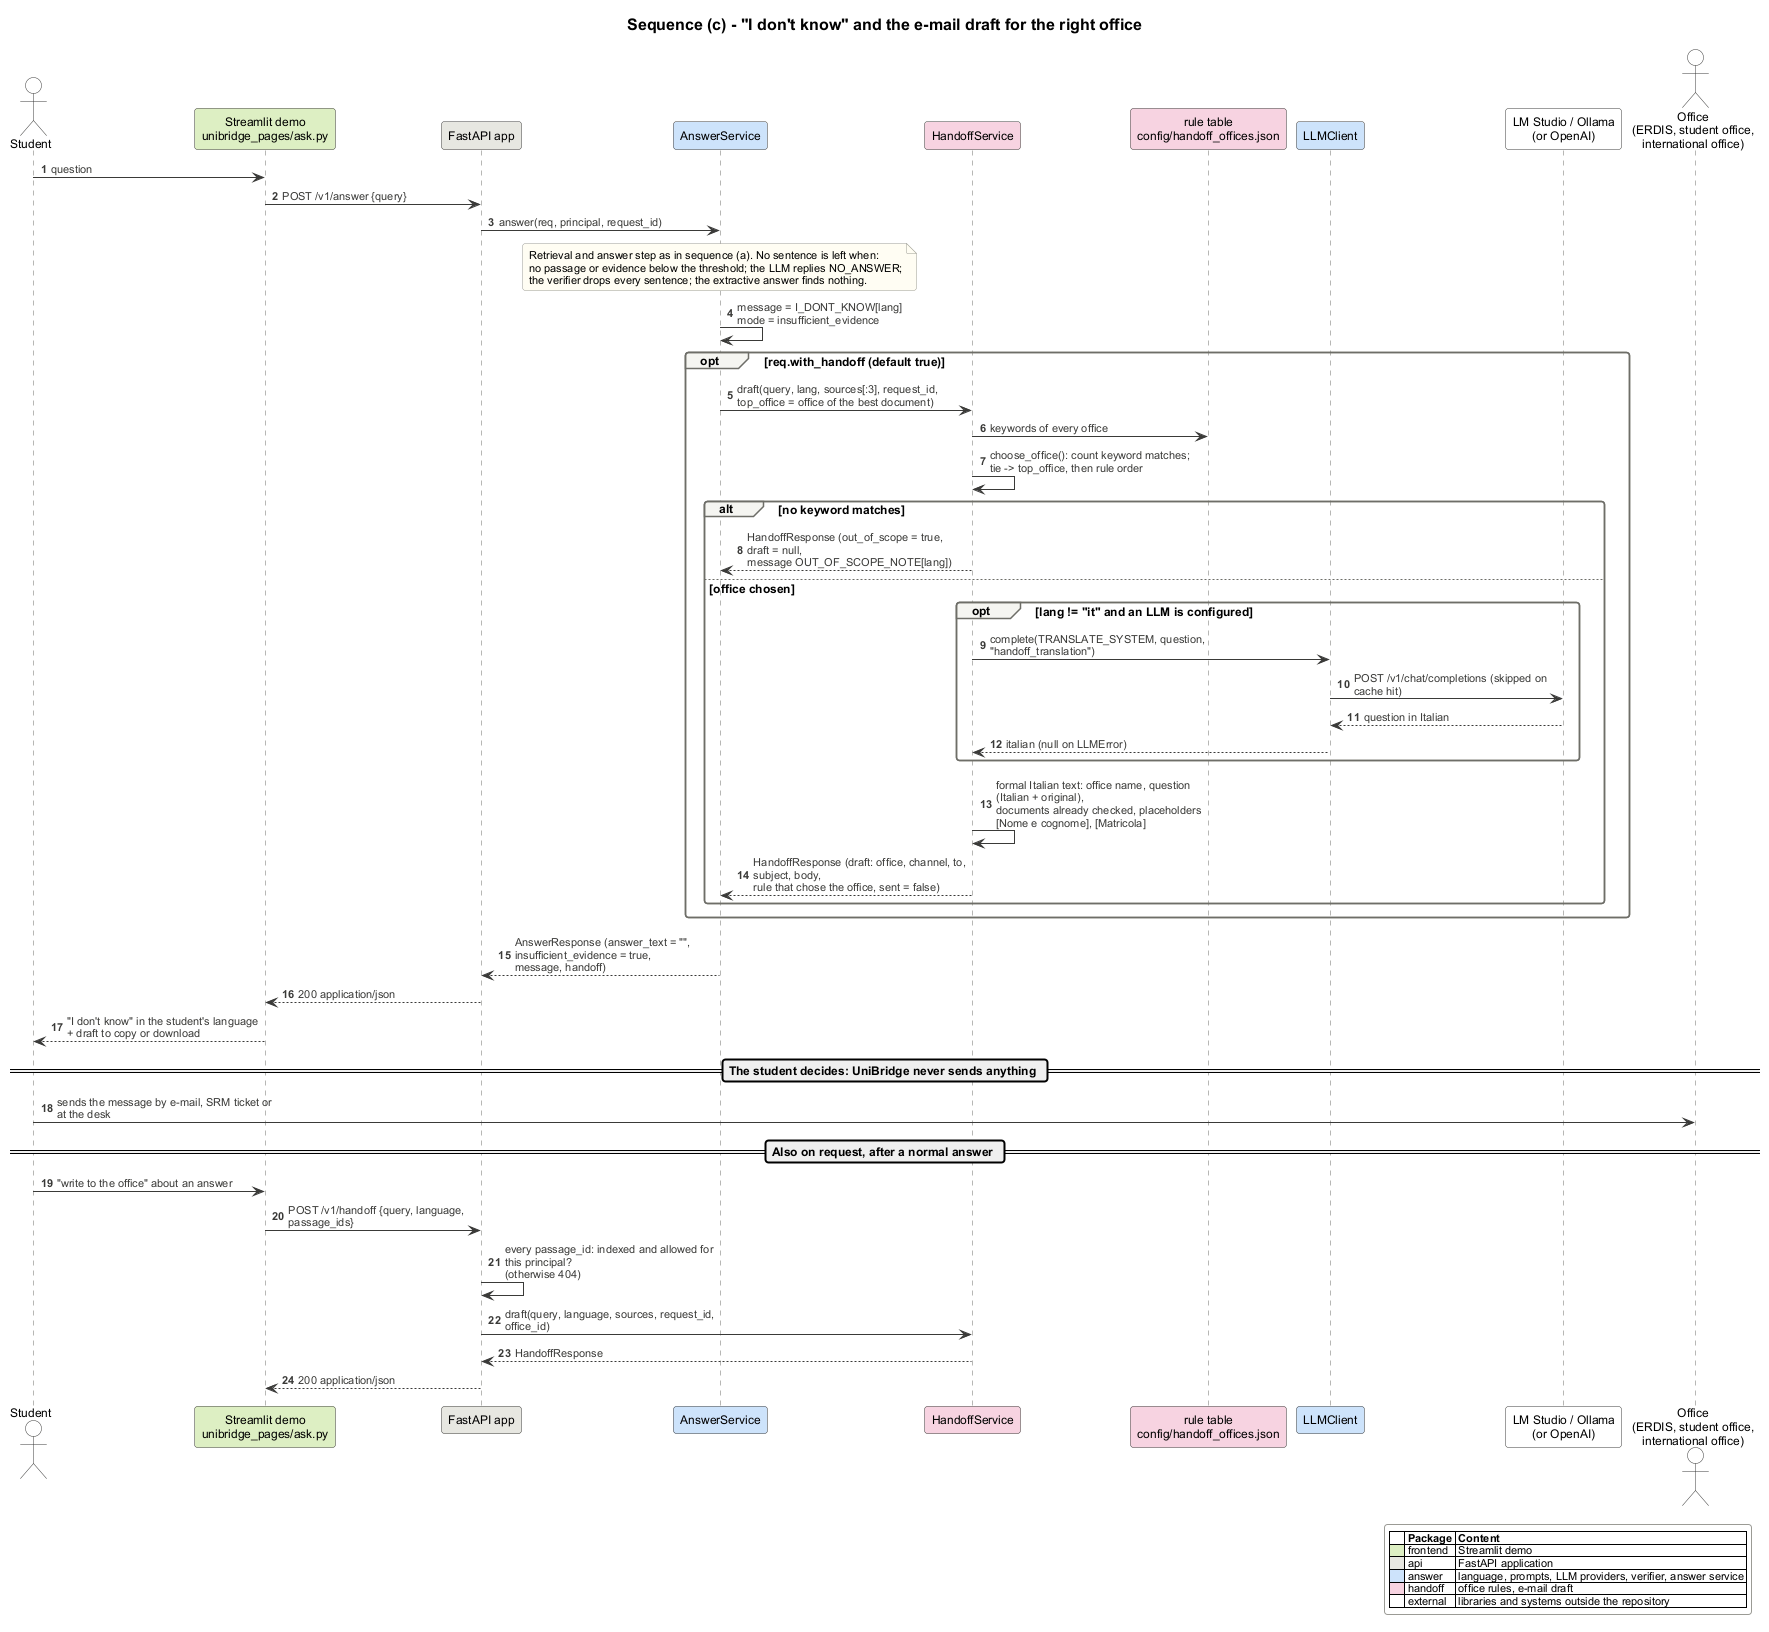 Sequence (c) - "I don't know" and the e-mail draft for the right office
Student
Streamlit demo
unibridge_pages/ask.py
FastAPI app
AnswerService
HandoffService
rule table
config/handoff_offices.json
LLMClient
LM Studio / Ollama
(or OpenAI)
Office
(ERDIS, student office,
international office)
1 question
2 POST /v1/answer {query}
3 answer(req, principal, request_id)
Retrieval and answer step as in sequence (a). No sentence is left when:
no passage or evidence below the threshold; the LLM replies NO_ANSWER;
the verifier drops every sentence; the extractive answer finds nothing.
4 message = I_DONT_KNOW[lang]
mode = insufficient_evidence
opt [req.with_handoff (default true)]
5 draft(query, lang, sources[:3], request_id,
top_office = office of the best document)
6 keywords of every office
7 choose_office(): count keyword matches;
tie -> top_office, then rule order
alt [no keyword matches]
8 HandoffResponse (out_of_scope = true,
draft = null,
message OUT_OF_SCOPE_NOTE[lang])
[office chosen]
opt [lang != "it" and an LLM is configured]
9 complete(TRANSLATE_SYSTEM, question,
"handoff_translation")
10 POST /v1/chat/completions (skipped on
cache hit)
11 question in Italian
12 italian (null on LLMError)
13 formal Italian text: office name, question
(Italian + original),
documents already checked, placeholders
[Nome e cognome], [Matricola]
14 HandoffResponse (draft: office, channel, to,
subject, body,
rule that chose the office, sent = false)
15 AnswerResponse (answer_text = "",
insufficient_evidence = true,
message, handoff)
16 200 application/json
17 "I don't know" in the student's language
+ draft to copy or download
The student decides: UniBridge never sends anything
18 sends the message by e-mail, SRM ticket or
at the desk
Also on request, after a normal answer
19 "write to the office" about an answer
20 POST /v1/handoff {query, language,
passage_ids}
21 every passage_id: indexed and allowed for
this principal?
(otherwise 404)
22 draft(query, language, sources, request_id,
office_id)
23 HandoffResponse
24 200 application/json
Student
Streamlit demo
unibridge_pages/ask.py
FastAPI app
AnswerService
HandoffService
rule table
config/handoff_offices.json
LLMClient
LM Studio / Ollama
(or OpenAI)
Office
(ERDIS, student office,
international office)
Package Content
frontend Streamlit demo
api FastAPI application
answer language, prompts, LLM providers, verifier, answer service
handoff office rules, e-mail draft
external libraries and systems outside the repository